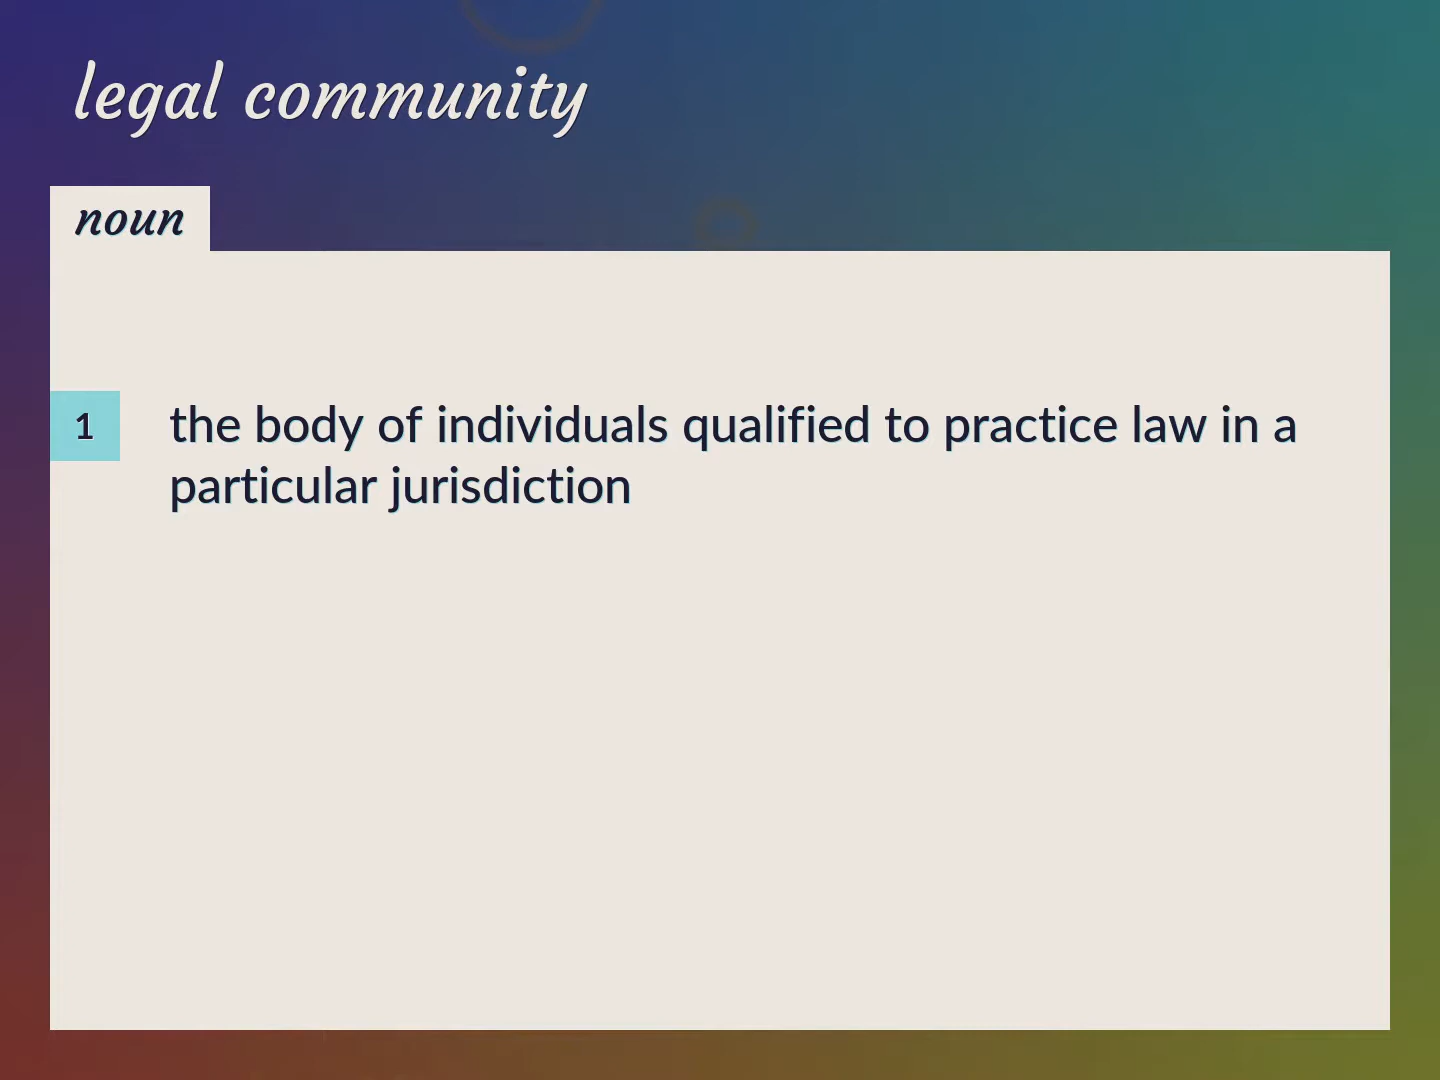 legal community
noun
1 the body of individuals qualified to practice law in a
particular jurisdiction